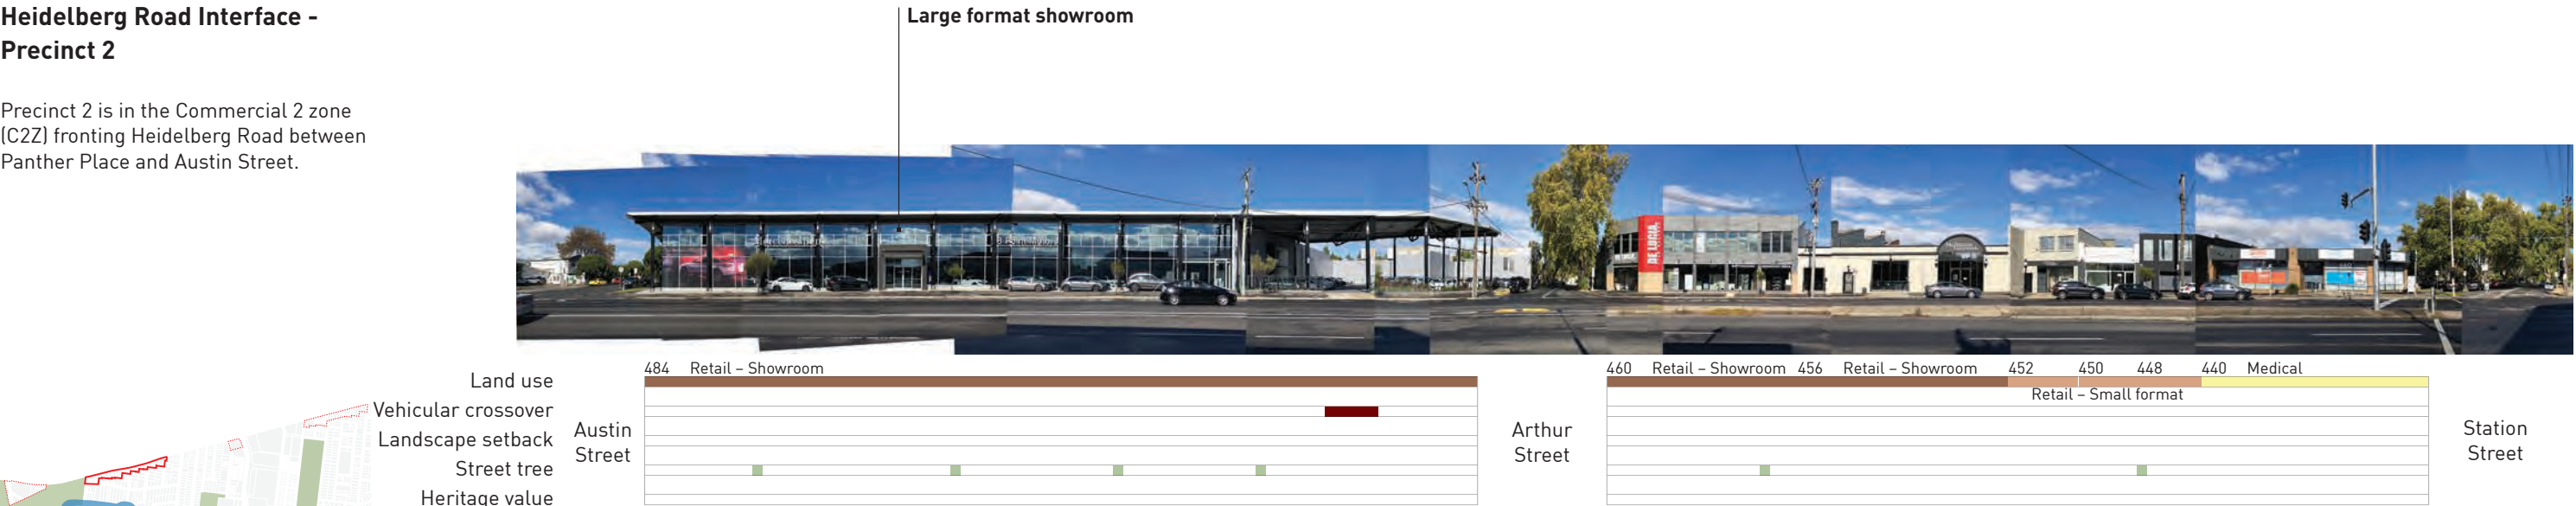 Heidelberg Road Interface -
Precinct 2
Large format showroom
Precinct 2 is in the Commercial 2 zone
(C2Z) fronting Heidelberg Road between
Panther Place and Austin Street.
DE LUCIA
484 Retail – Showroom
460 Retail – Showroom 456 Retail – Showroom 452 450 448 440 Medical
Retail – Small format
Land use
Vehicular crossover
Landscape setback
Street tree
Heritage value
Austin
Street
Arthur
Street
Station
Street